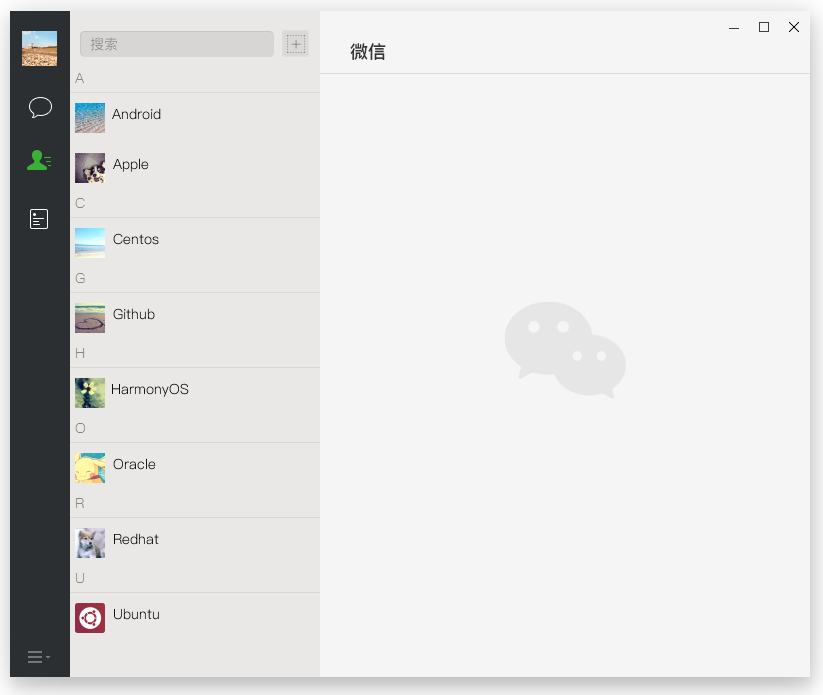 搜索
微信
A
Android
Apple
C
Centos
G
Github
H
HarmonyOS
O
Oracle
R
Redhat
U
Ubuntu